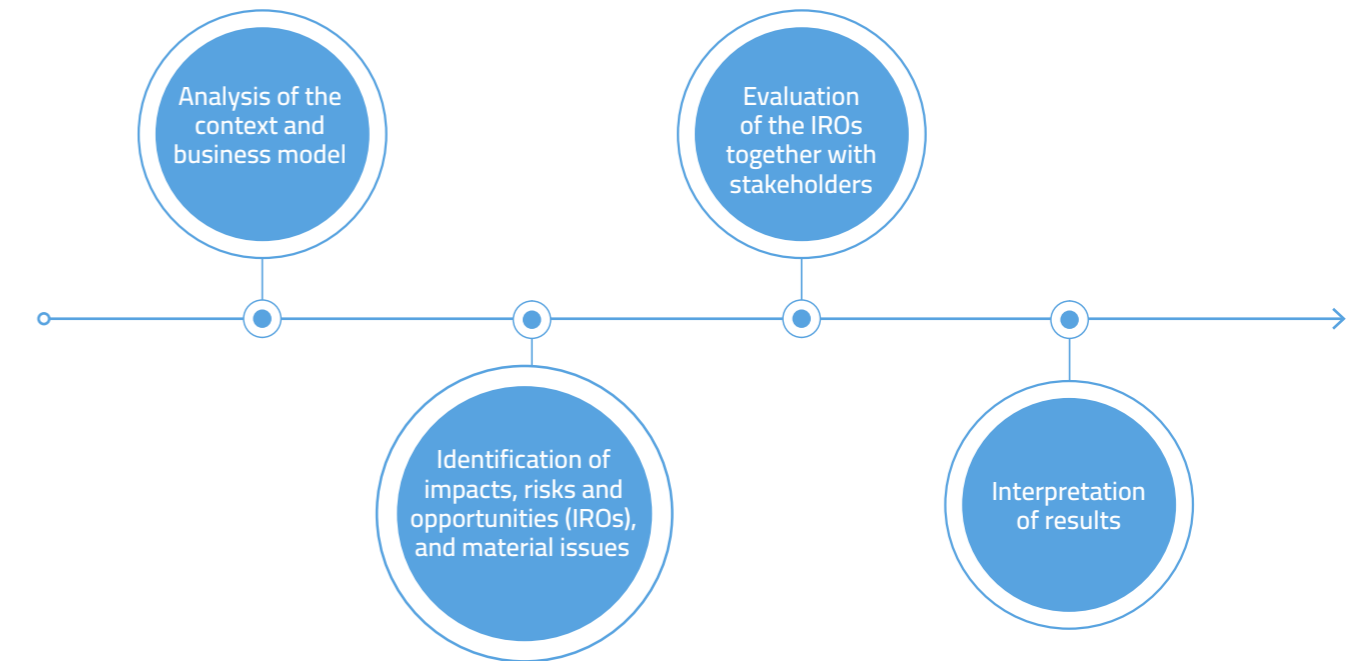 Analysis of the
context and
business model
Identification of
impacts, risks and
opportunities (IROs),
and material issues
Evaluation
of the IROs
together with
stakeholders
Interpretation
of results